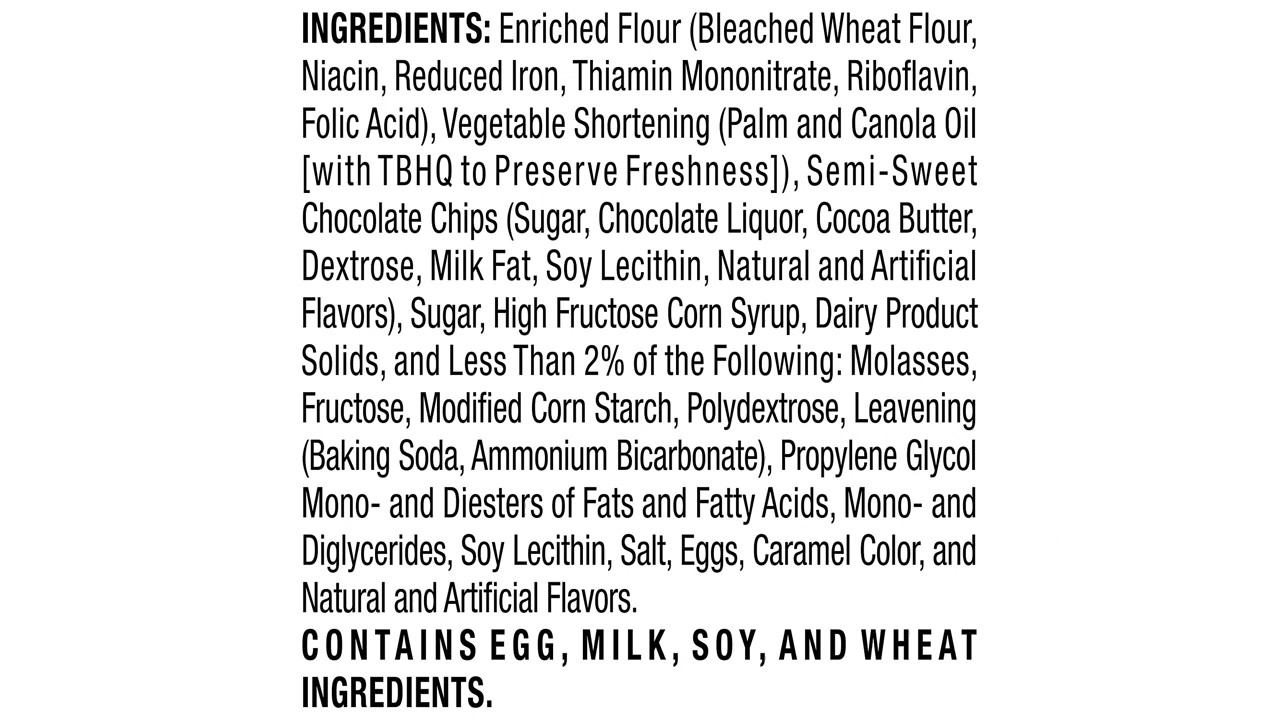 INGREDIENTS: Enriched Flour (Bleached Wheat Flour,
Niacin, Reduced Iron, Thiamin Mononitrate, Riboflavin,
Folic Acid), Vegetable Shortening (Palm and Canola Oil
[with TBHQ to Preserve Freshness]), Semi-Sweet
Chocolate Chips (Sugar, Chocolate Liquor, Cocoa Butter,
Dextrose, Milk Fat, Soy Lecithin, Natural and Artificial
Flavors), Sugar, High Fructose Corn Syrup, Dairy Product
Solids, and Less Than 2% of the Following: Molasses,
Fructose, Modified Corn Starch, Polydextrose, Leavening
(Baking Soda, Ammonium Bicarbonate), Propylene Glycol
Mono- and Diesters of Fats and Fatty Acids, Mono- and
Diglycerides, Soy Lecithin, Salt, Eggs, Caramel Color, and
Natural and Artificial Flavors.
CONTAINS EGG, MILK, SOY, AND WHEAT
INGREDIENTS.